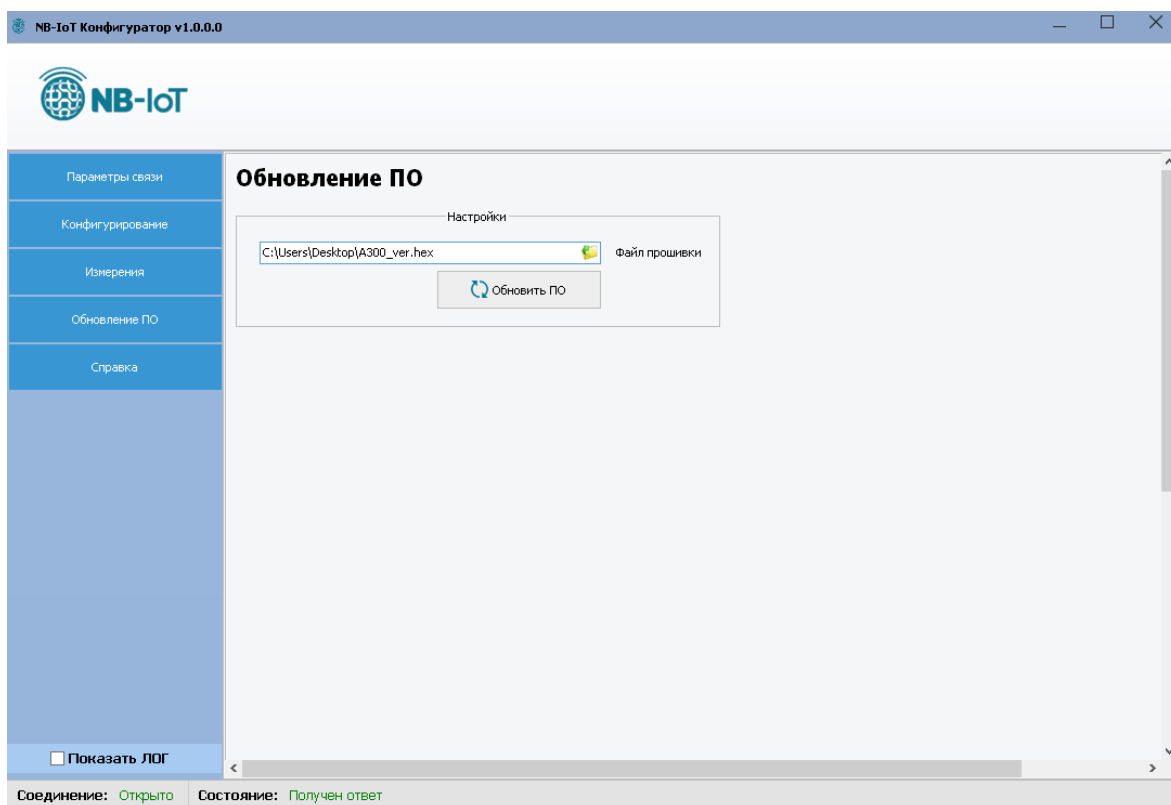 NB-IoT Конфигуратор v1.0.0.0
NB-IoT
Параметры связи
Конфигурирование
Измерения
Обновление ПО
Справка
Показать ЛОГ
Обновление ПО
Настройки
C:\Users\Desktop\A300_ver.hex Файл прошивки
Обновить ПО
Соединение: Открыто Состояние: Получен ответ